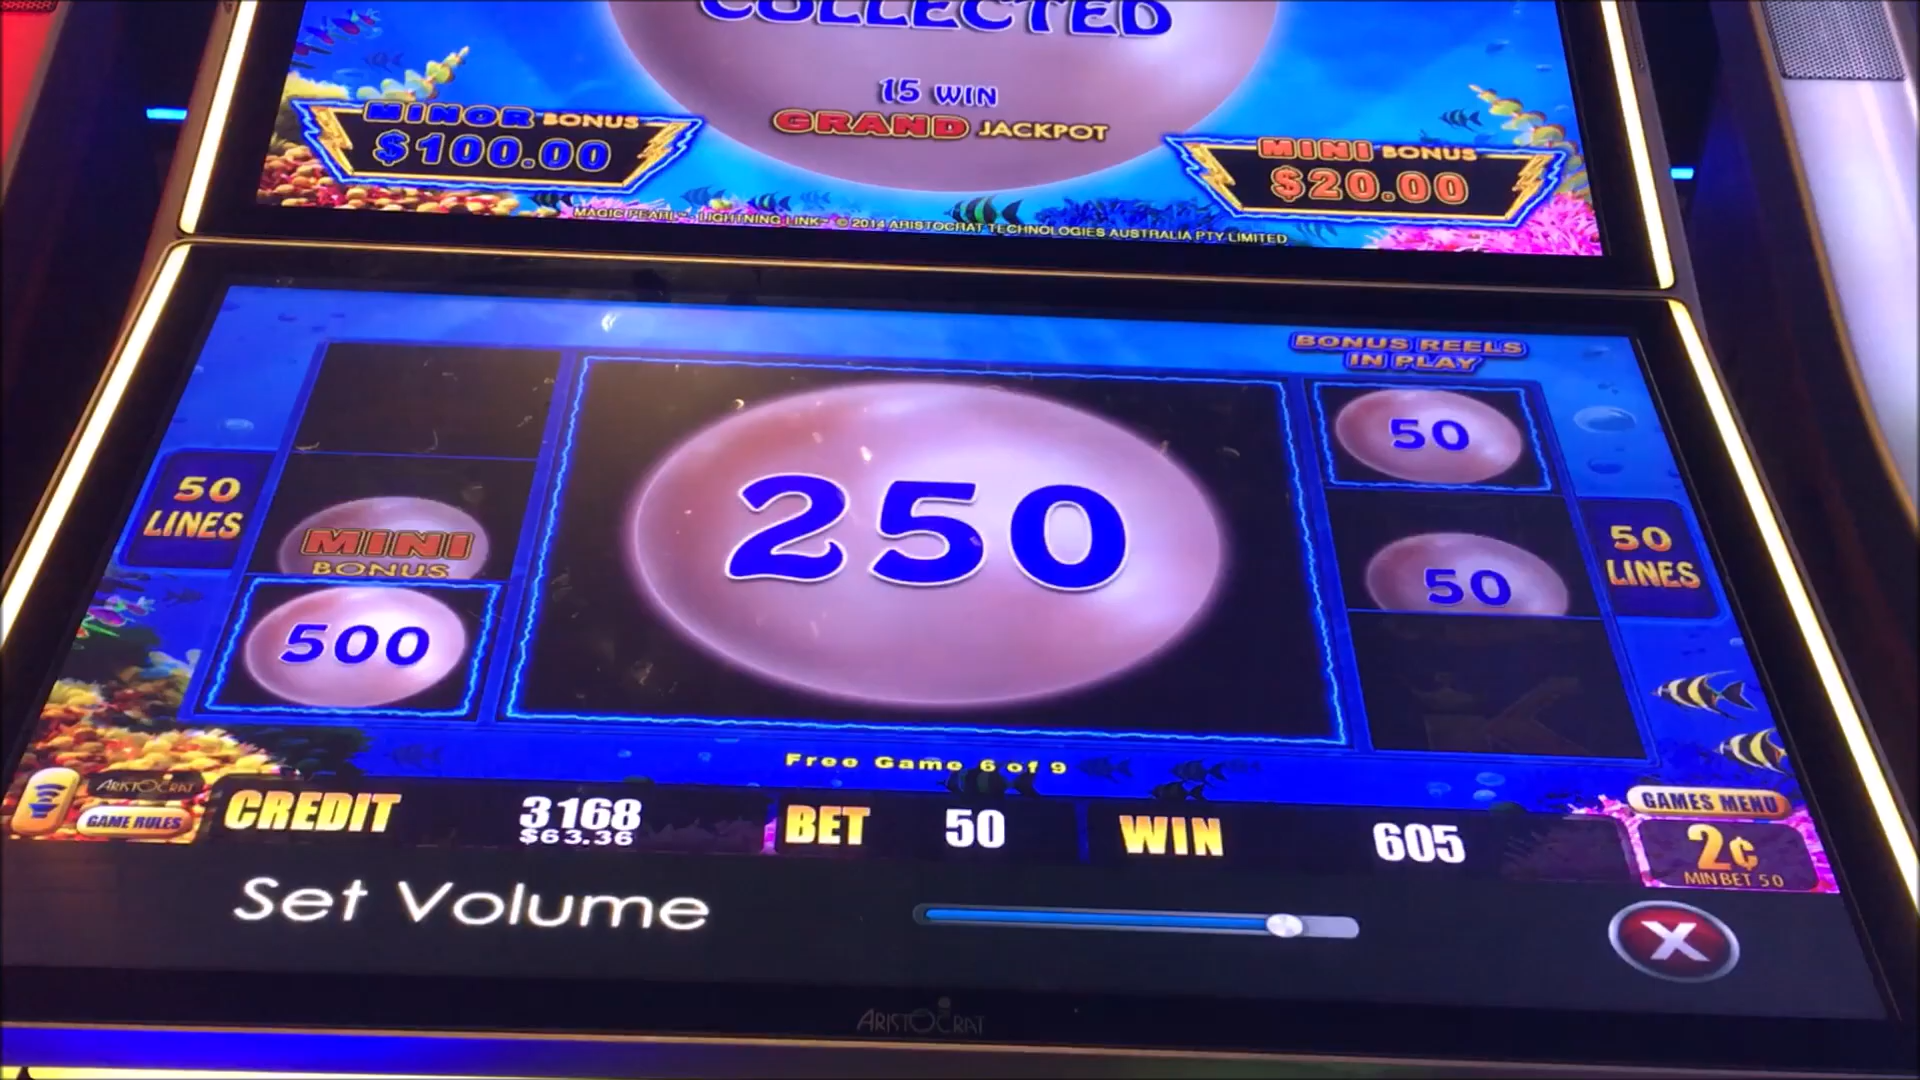 COLLECTED
15 WIN
GRAND JACKPOT
MINOR BONUS
$100.00
MINI BONUS
$20.00
MAGIC PEARL™, LIGHTNING LINK™ © 2014 ARISTOCRAT TECHNOLOGIES AUSTRALIA PTY LIMITED
BONUS REELS
IN PLAY
50
LINES
MINI
BONUS
500
250
50
50
50
LINES
Free Game 6 of 9
ARISTOCRAT
GAME RULES
CREDIT
3168
$63.36
BET
50
WIN
605
GAMES MENU
2¢
MIN BET 50
Set Volume
X
ARISTOCRAT